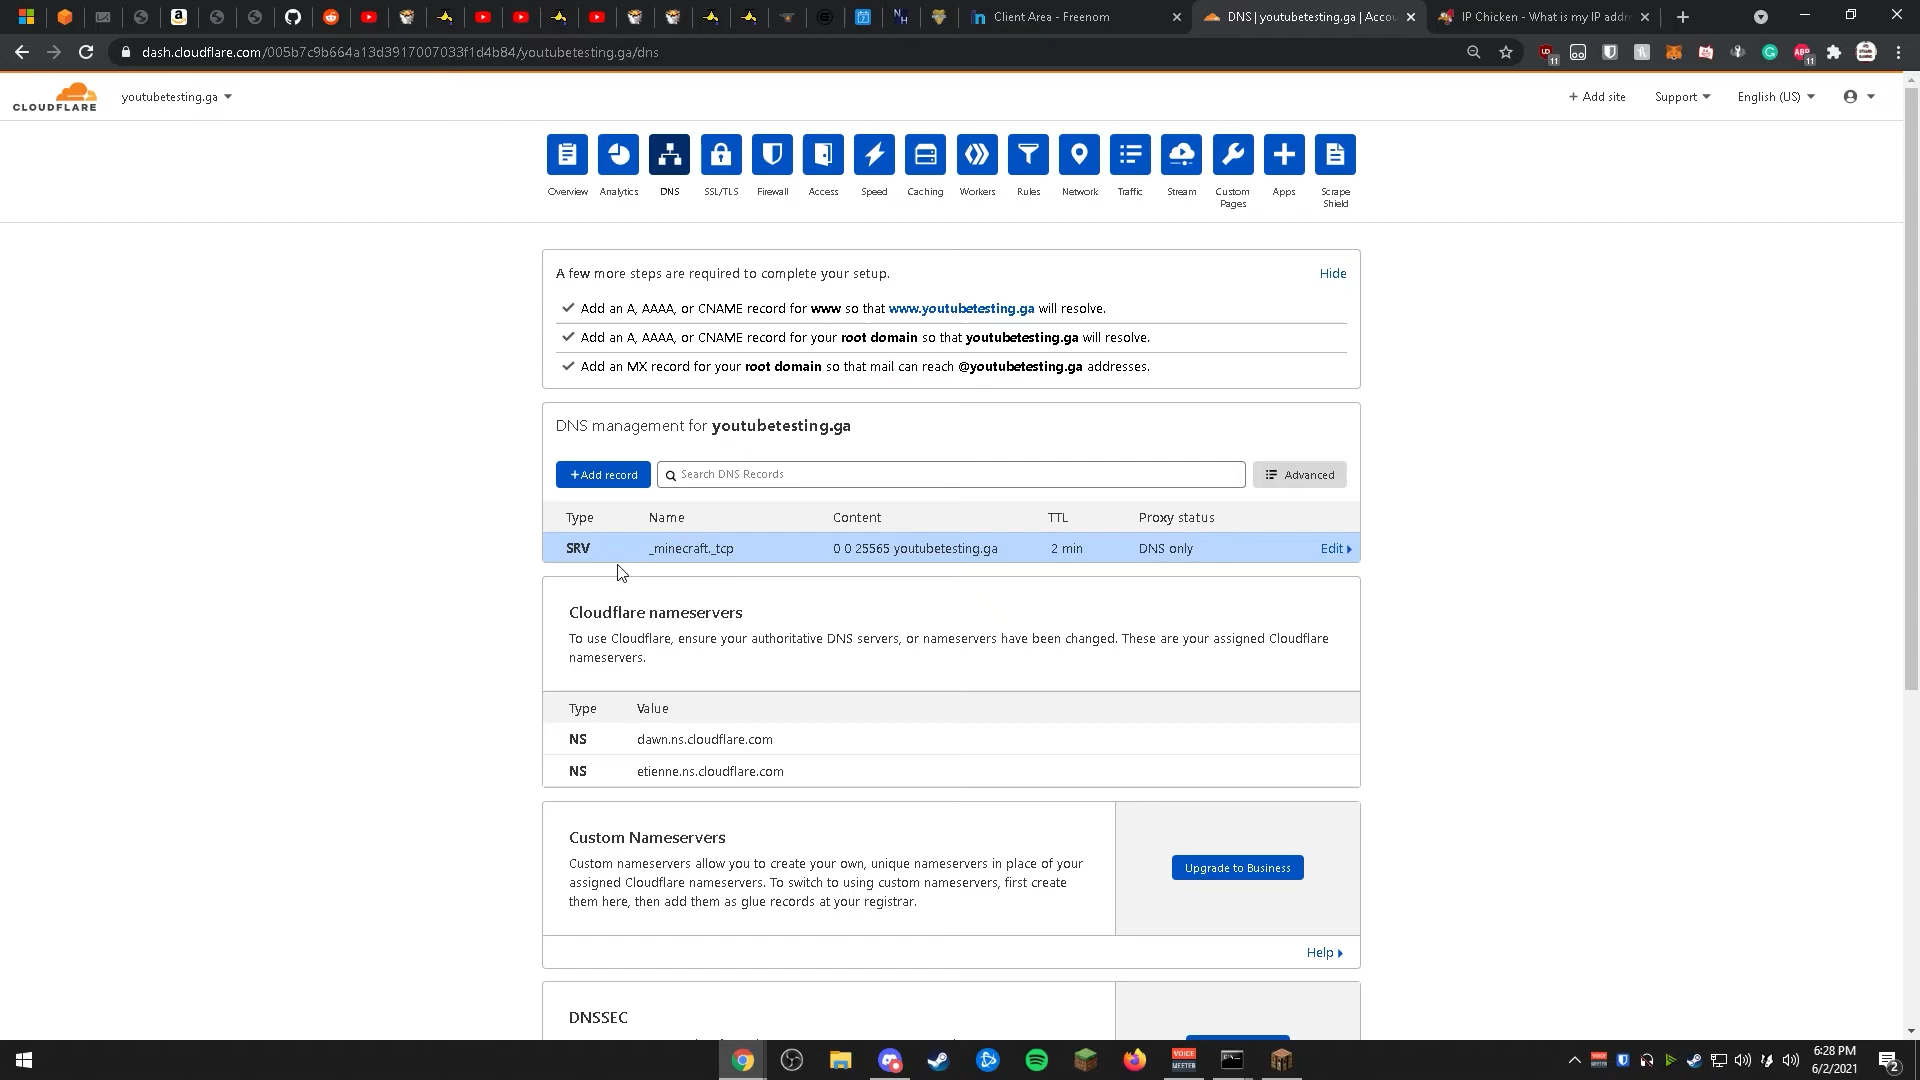 Client Area - Freenom
DNS | youtubetesting.ga | Accou
IP Chicken - What is my IP addre
dash.cloudflare.com/005b7c9b664a13d3917007033f1d4b84/youtubetesting.ga/dns
CLOUDFLARE
youtubetesting.ga
+ Add site
Support
English (US)
Overview
Analytics
DNS
SSL/TLS
Firewall
Access
Speed
Caching
Workers
Rules
Network
Traffic
Stream
Custom Pages
Apps
Scrape Shield
A few more steps are required to complete your setup.
Hide
Add an A, AAAA, or CNAME record for www so that www.youtubetesting.ga will resolve.
Add an A, AAAA, or CNAME record for your root domain so that youtubetesting.ga will resolve.
Add an MX record for your root domain so that mail can reach @youtubetesting.ga addresses.
DNS management for youtubetesting.ga
+Add record
Search DNS Records
Advanced
Type Name Content TTL Proxy status
SRV _minecraft._tcp 0 0 25565 youtubetesting.ga 2 min DNS only Edit
Cloudflare nameservers
To use Cloudflare, ensure your authoritative DNS servers, or nameservers have been changed. These are your assigned Cloudflare
nameservers.
Type Value
NS dawn.ns.cloudflare.com
NS etienne.ns.cloudflare.com
Custom Nameservers
Custom nameservers allow you to create your own, unique nameservers in place of your
assigned Cloudflare nameservers. To switch to using custom nameservers, first create
them here, then add them as glue records at your registrar.
Upgrade to Business
Help
DNSSEC
6:28 PM
6/2/2021